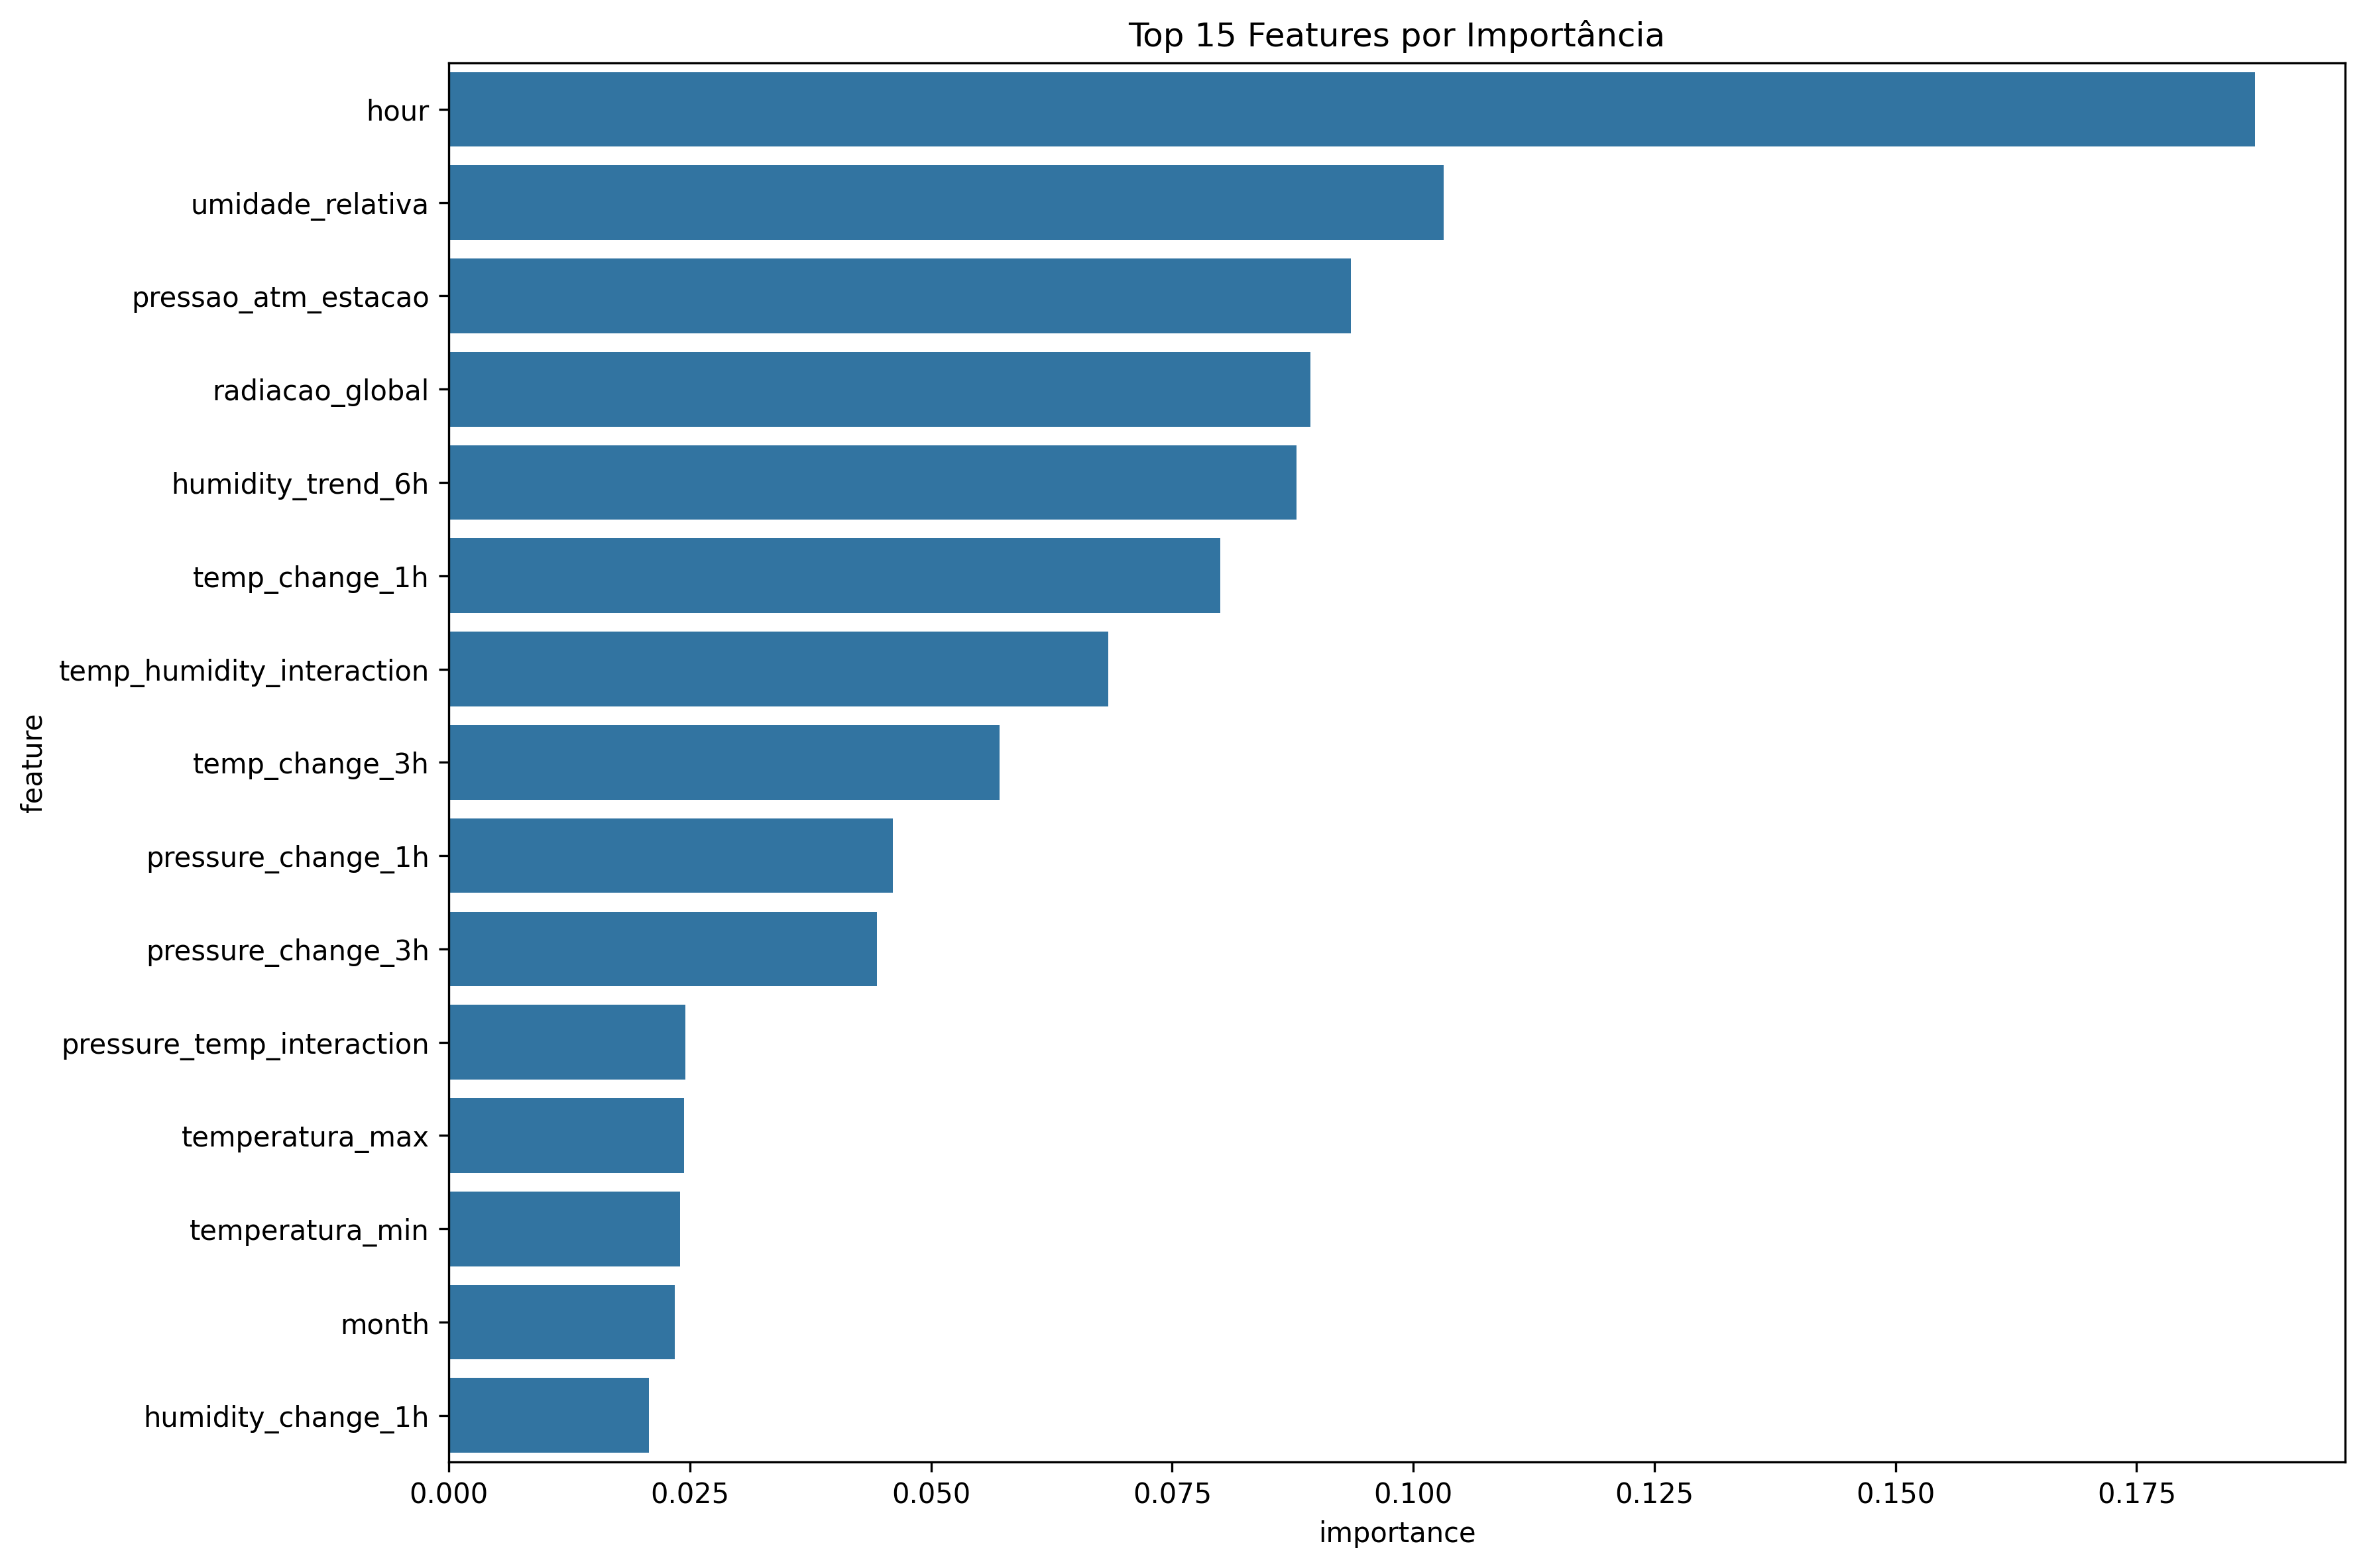 Top 15 Features por Importância
hour
umidade_relativa
pressao_atm_estacao
radiacao_global
humidity_trend_6h
temp_change_1h
temp_humidity_interaction
temp_change_3h
pressure_change_1h
pressure_change_3h
pressure_temp_interaction
temperatura_max
temperatura_min
month
humidity_change_1h
feature
0.000 0.025 0.050 0.075 0.100 0.125 0.150 0.175
importance